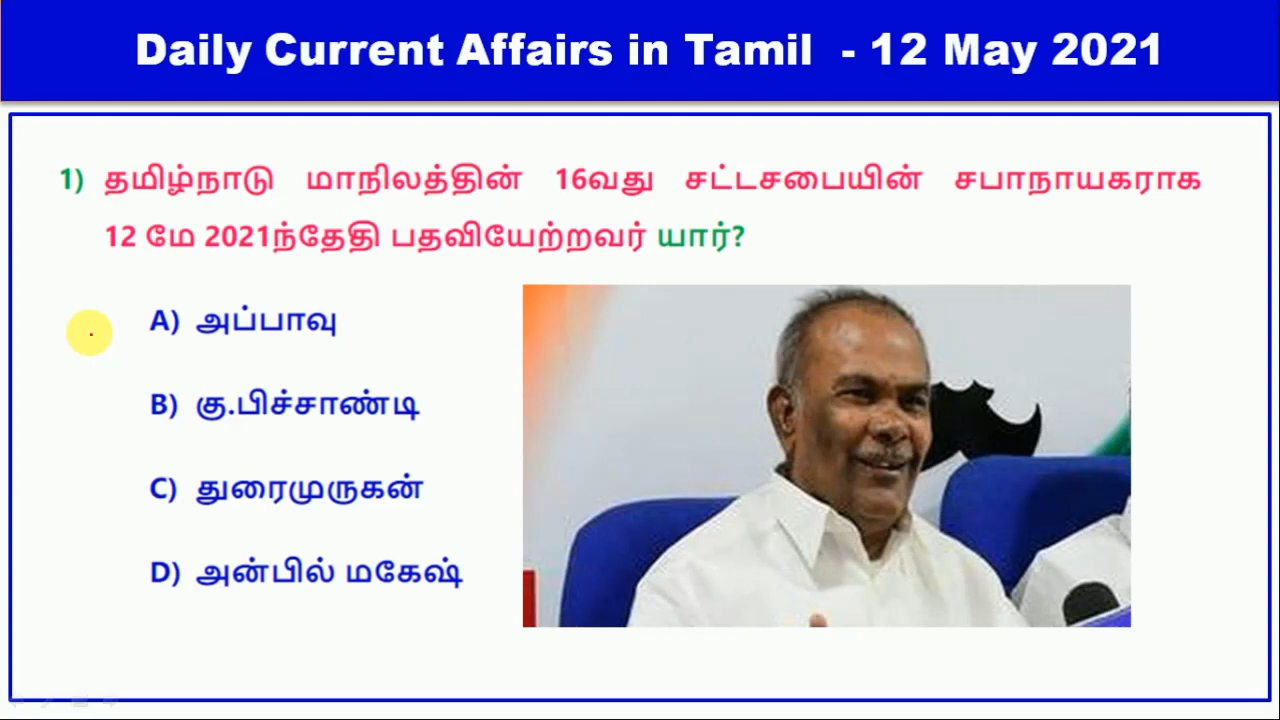 Daily Current Affairs in Tamil - 12 May 2021
1) தமிழ்நாடு மாநிலத்தின் 16வது சட்டசபையின் சபாநாயகராக
12 மே 2021ந்தேதி பதவியேற்றவர் யார்?
A) அப்பாவு
B) கு.பிச்சாண்டி
C) துரைமுருகன்
D) அன்பில் மகேஷ்